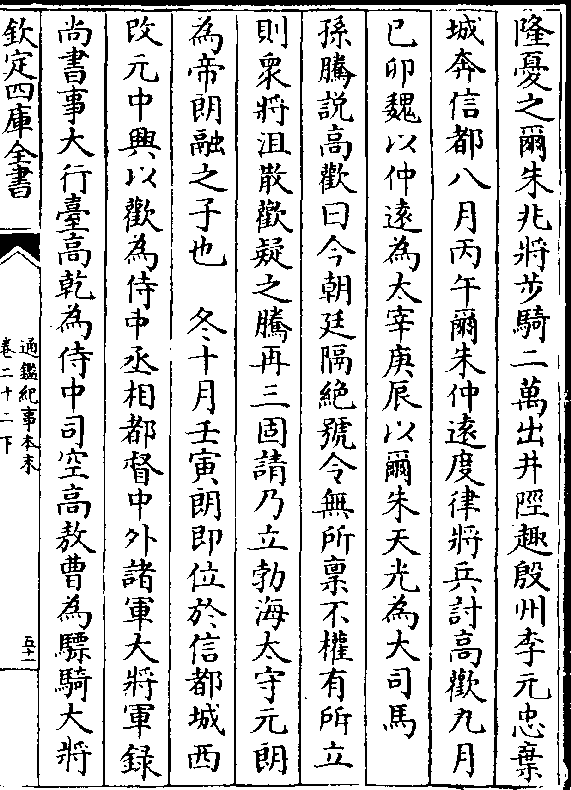 隆憂之爾朱兆將步騎二萬出井陘趣殷州李元忠棄
城奔信都八月丙午爾朱仲遠度律將兵討高歡九月
己卯魏以仲遠為太宰庚辰以爾朱天光為大司馬
孫騰說高歡曰今朝廷隔絶號令無所禀不權有所立
則衆將沮散歡疑之騰再三固請乃立勃海太守元朗
為帝朗融之子也　冬十月壬寅朗即位於信都城西
改元中興以歡為侍中丞相都督中外諸軍大將軍録
尚書事大行臺高乾為侍中司空高敖曹為驃騎大將
欽定四庫全書
通鑑紀事本末
卷二十二下